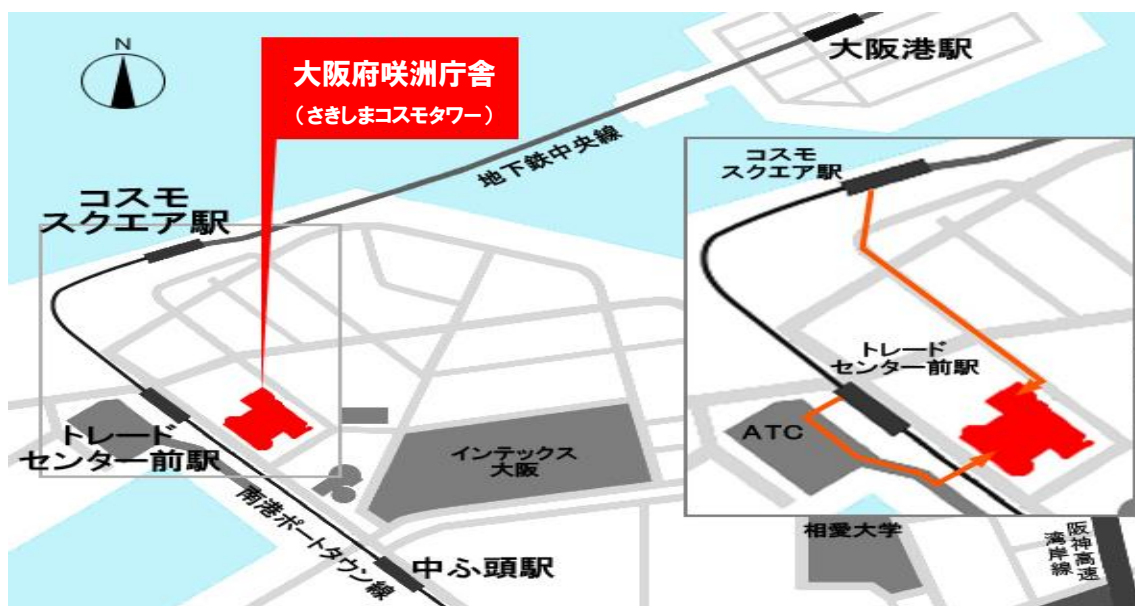 N
大阪府咲洲庁舎
（さきしまコスモタワー）
大阪港駅
地下鉄中央線
コスモ
スクエア駅
トレード
センター前駅
インテックス
大阪
南港ポートタウン線
中ふ頭駅
コスモ
スクエア駅
トレード
センター前駅
ATC
相愛大学
阪神高速
湾岸線